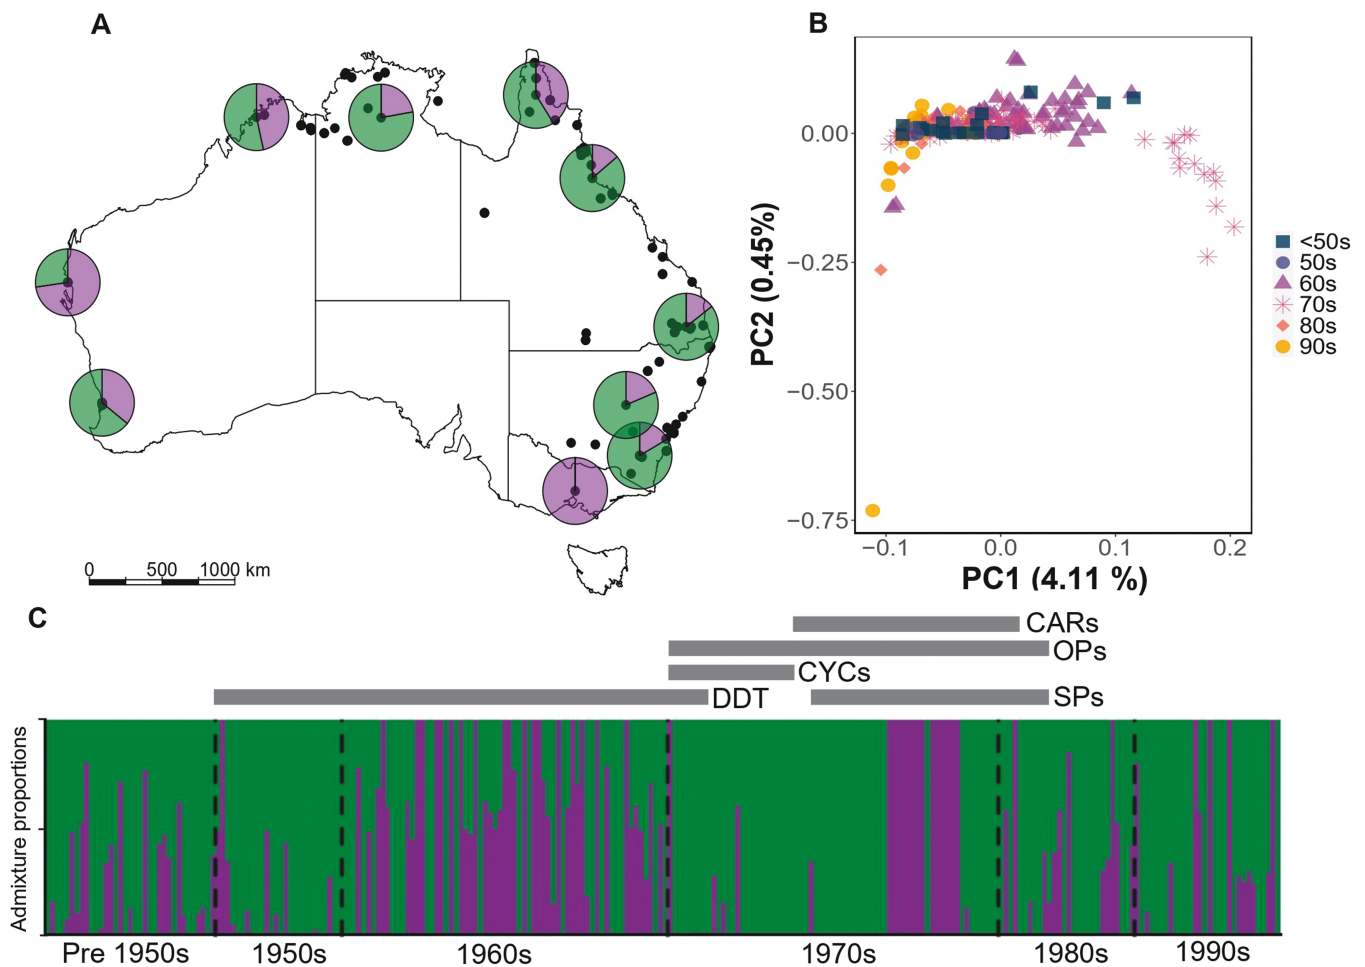 A
0 500 1000 km
B
PC2 (0.45%)
0.00
−0.25
−0.50
−0.75
−0.1 0.0 0.1 0.2
PC1 (4.11 %)
<50s
50s
60s
70s
80s
90s
C
CARs
OPs
CYCs
DDT
SPs
Admixture proportions
Pre 1950s 1950s 1960s 1970s 1980s 1990s